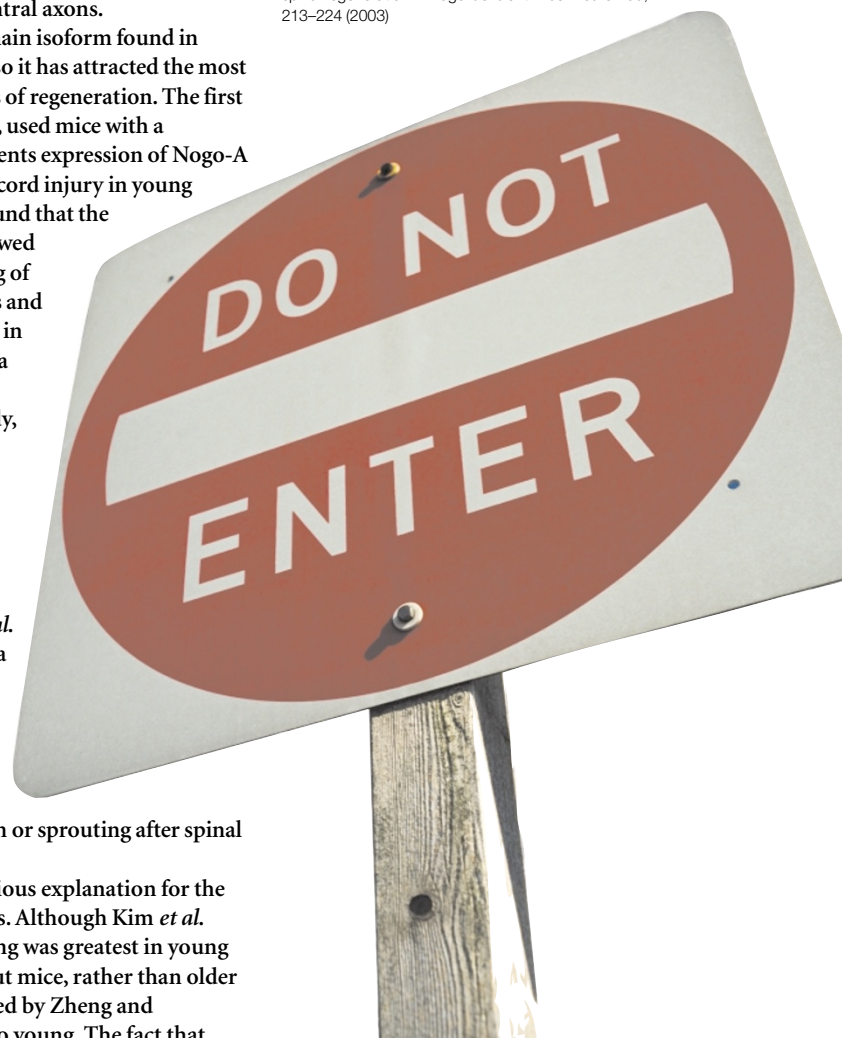 ntral axons.
ain isoform found in
o it has attracted the most
of regeneration. The first
, used mice with a
ents expression of Nogo-A
cord injury in young
und that the
wed
g of
s and
in
a
ly,
al.
a
n or sprouting after spinal
ious explanation for the
s. Although Kim et al.
ng was greatest in young
ut mice, rather than older
ed by Zheng and
o young. The fact that
213–224 (2003)
DO NOT
ENTER